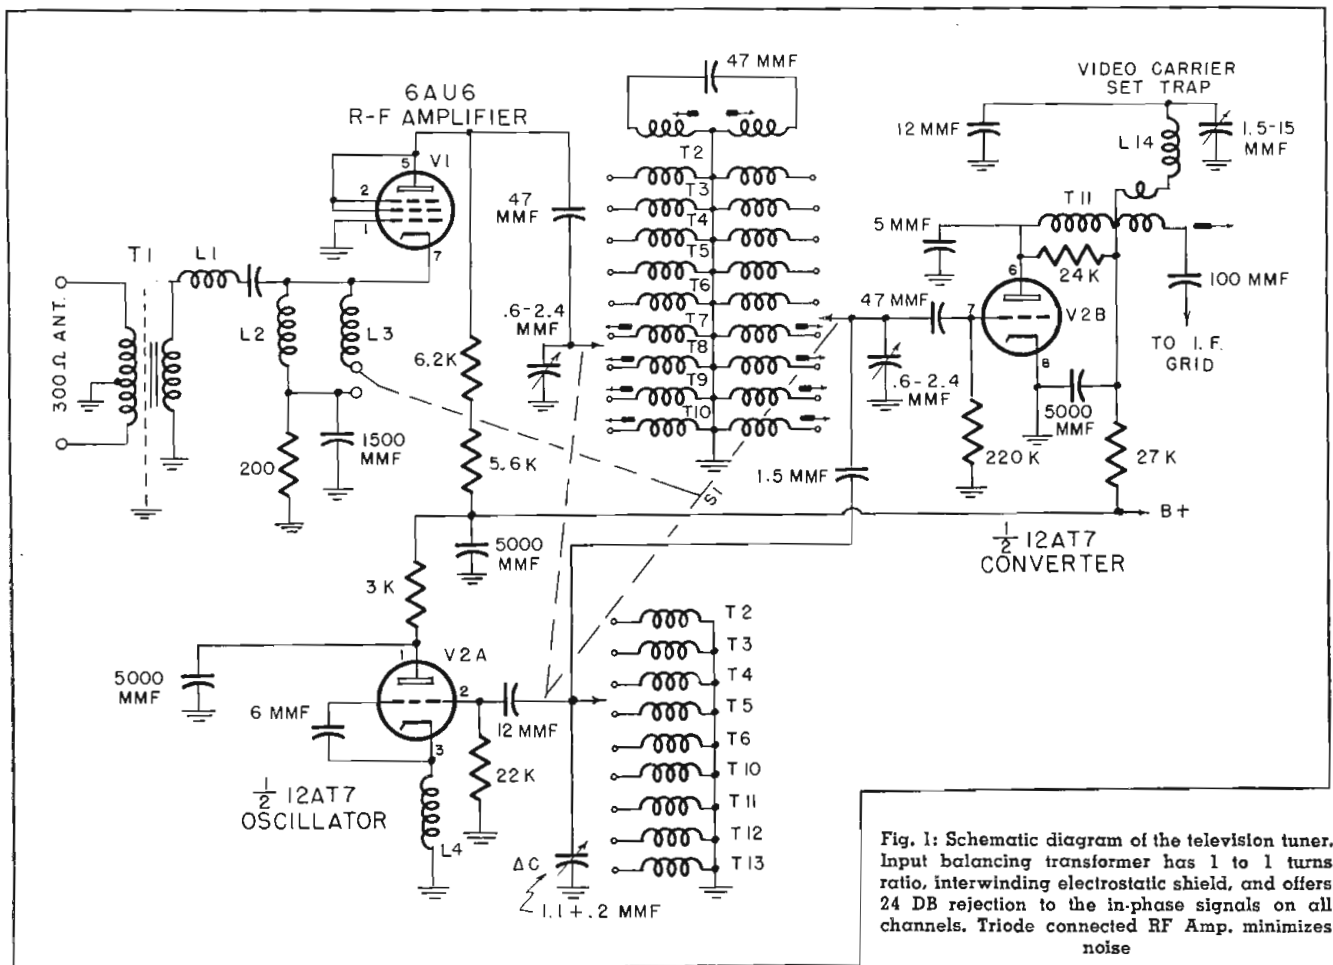 47 MMF
6AU6
R-F AMPLIFIER
V1
5
2
1
7
47
MMF
T2
T3
T4
T5
T6
T7
T8
T9
T10
VIDEO CARRIER
SET TRAP
12 MMF
L14
1.5-15
MMF
T11
5 MMF
24K
100 MMF
TO I.F.
GRID
47 MMF
7
6
8
V2B
.6-2.4
MMF
5000
MMF
220K
27K
B+
1/2 12AT7
CONVERTER
T1
L1
300Ω ANT.
L2
L3
.6-2.4
MMF
6.2K
200
1500
MMF
5.6K
S1
1.5 MMF
5000
MMF
3K
1
V2A
5000
MMF
6 MMF
2
3
12 MMF
22K
1/2 12AT7
OSCILLATOR
L4
ΔC
1.1+.2 MMF
T2
T3
T4
T5
T6
T10
T11
T12
T13
Fig. 1: Schematic diagram of the television tuner.
Input balancing transformer has 1 to 1 turns
ratio, interwinding electrostatic shield, and offers
24 DB rejection to the in-phase signals on all
channels. Triode connected RF Amp. minimizes
noise